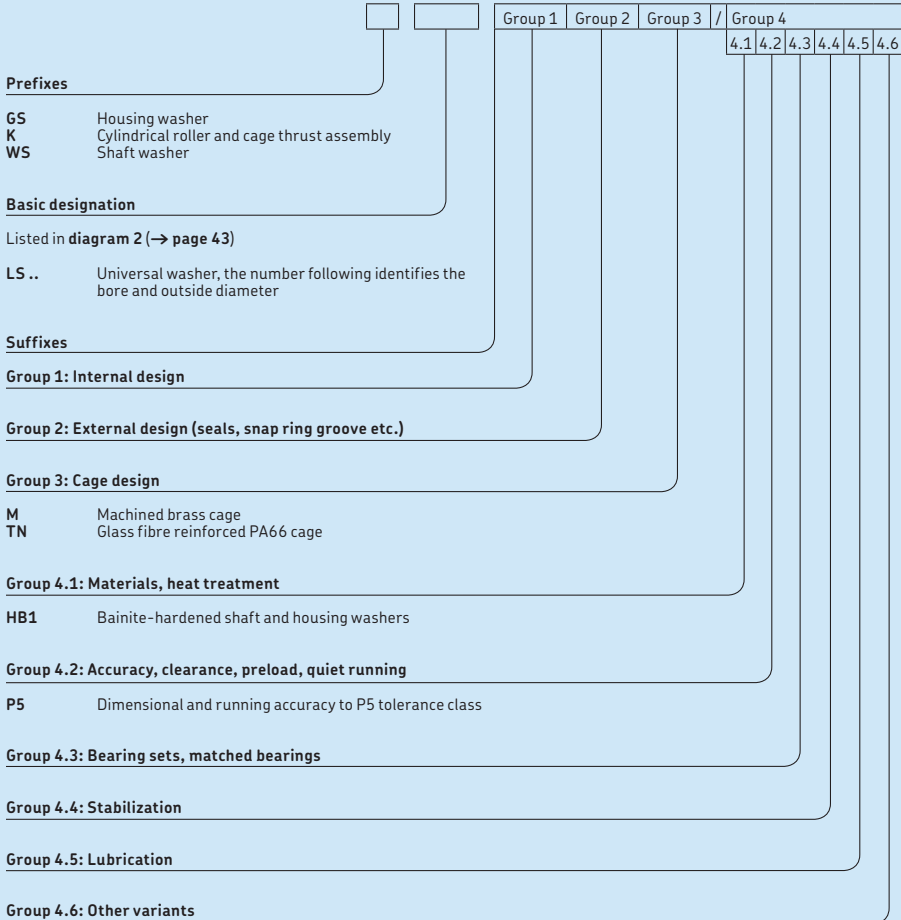 Group 1 Group 2 Group 3 / Group 4
4.1 4.2 4.3 4.4 4.5 4.6
Prefixes
GS Housing washer
K Cylindrical roller and cage thrust assembly
WS Shaft washer
Basic designation
Listed in diagram 2 (→ page 43)
LS .. Universal washer, the number following identifies the
bore and outside diameter
Suffixes
Group 1: Internal design
Group 2: External design (seals, snap ring groove etc.)
Group 3: Cage design
M Machined brass cage
TN Glass fibre reinforced PA66 cage
Group 4.1: Materials, heat treatment
HB1 Bainite-hardened shaft and housing washers
Group 4.2: Accuracy, clearance, preload, quiet running
P5 Dimensional and running accuracy to P5 tolerance class
Group 4.3: Bearing sets, matched bearings
Group 4.4: Stabilization
Group 4.5: Lubrication
Group 4.6: Other variants